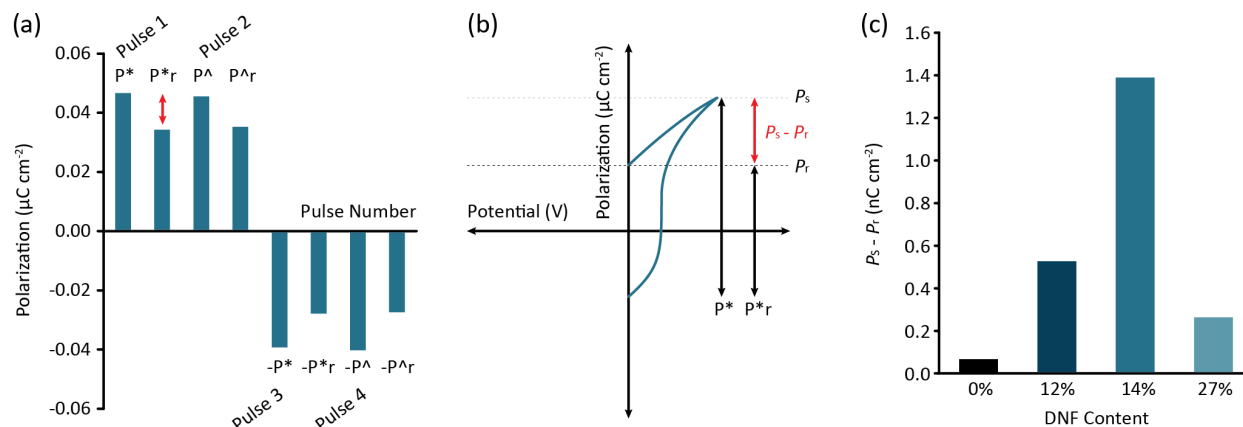 (a)
Pulse 1
Pulse 2
P* P*r P^ P^r
0.06
0.04
0.02
0.00
-0.02
-0.04
-0.06
Polarization (µC cm-2)
Pulse Number
-P* -P*r -P^ -P^r
Pulse 3
Pulse 4
(b)
Polarization (µC cm-2)
Potential (V)
Ps
Ps - Pr
Pr
P* P*r
(c)
1.6
1.4
1.2
1.0
0.8
0.6
0.4
0.2
0.0
Ps - Pr (nC cm-2)
0% 12% 14% 27%
DNF Content